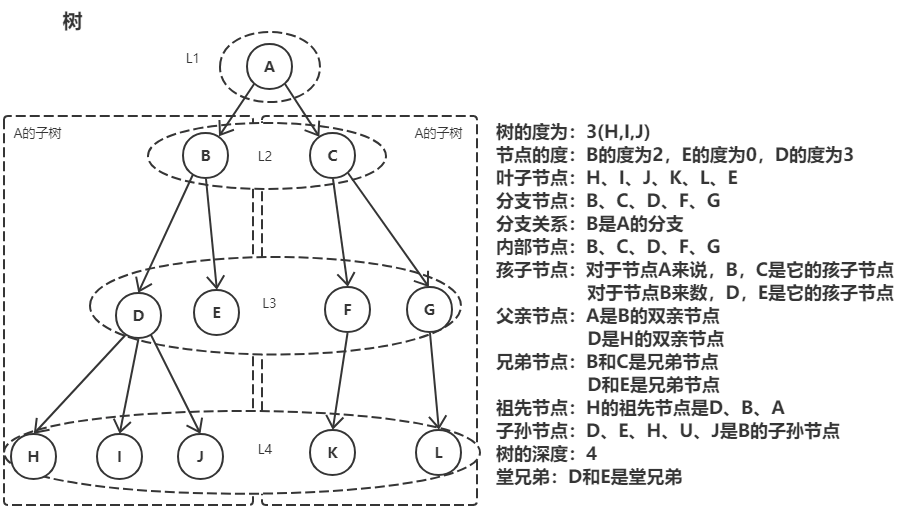 树
L1
A
A的子树
A的子树
B
L2
C
D
E
L3
F
G
H
I
J
L4
K
L
树的度为：3(H,I,J)
节点的度：B的度为2，E的度为0，D的度为3
叶子节点：H、I、J、K、L、E
分支节点：B、C、D、F、G
分支关系：B是A的分支
内部节点：B、C、D、F、G
孩子节点：对于节点A来说，B，C是它的孩子节点
对于节点B来数，D，E是它的孩子节点
父亲节点：A是B的双亲节点
D是H的双亲节点
兄弟节点：B和C是兄弟节点
D和E是兄弟节点
祖先节点：H的祖先节点是D、B、A
子孙节点：D、E、H、U、J是B的子孙节点
树的深度：4
堂兄弟：D和E是堂兄弟